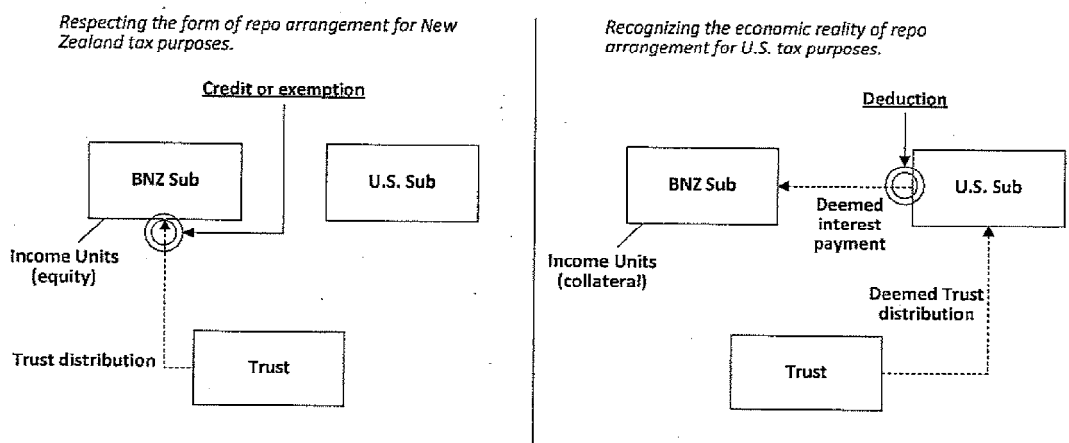 Respecting the form of repo arrangement for New
Zealand tax purposes.
Credit or exemption
BNZ Sub
U.S. Sub
Income Units
(equity)
Trust distribution
Trust
Recognizing the economic reality of repo
arrangement for U.S. tax purposes.
Deduction
BNZ Sub
U.S. Sub
Deemed
interest
payment
Income Units
(collateral)
Deemed Trust
distribution
Trust